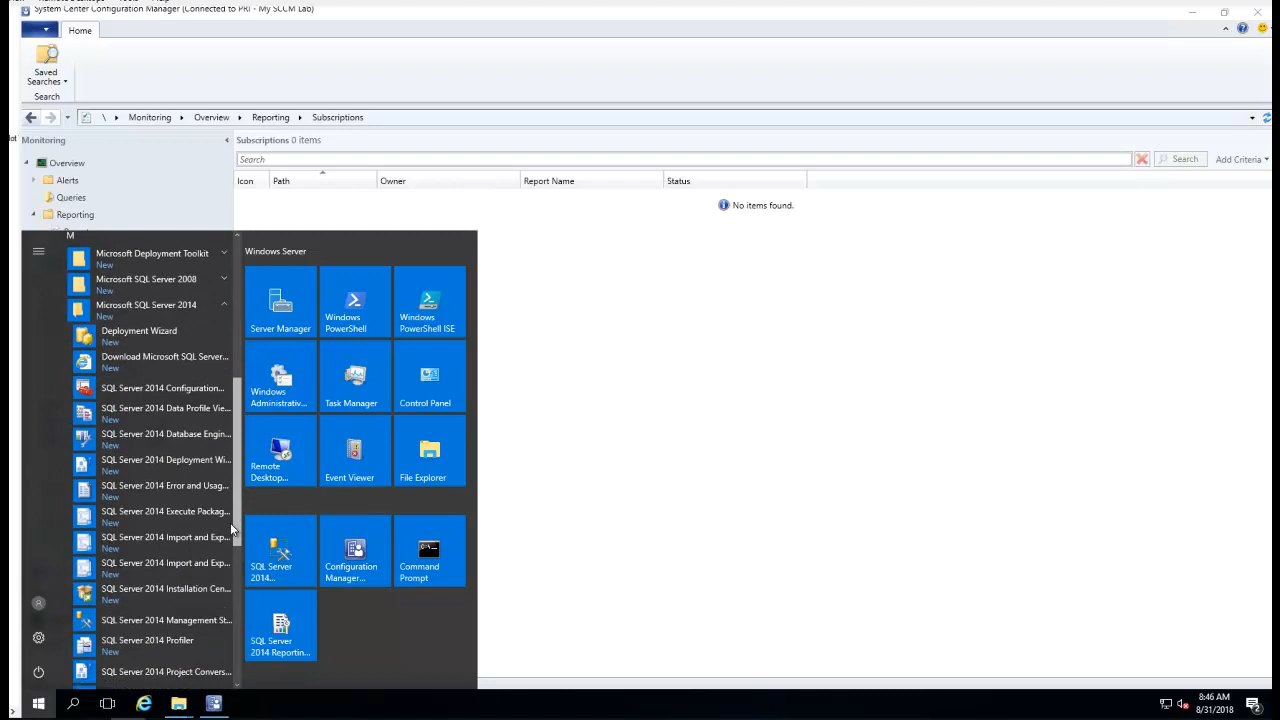 System Center Configuration Manager (Connected to PRI - My SCCM Lab)
Home
Saved
Searches
Search
\ Monitoring Overview Reporting Subscriptions
Monitoring
Subscriptions 0 items
Search
Search
Add Criteria
Overview
Icon Path Owner Report Name Status
Alerts
Queries
No items found.
Reporting
M
Microsoft Deployment Toolkit
New
Microsoft SQL Server 2008
New
Microsoft SQL Server 2014
New
Deployment Wizard
New
Download Microsoft SQL Server...
New
SQL Server 2014 Configuration...
SQL Server 2014 Data Profile Vie...
New
SQL Server 2014 Database Engin...
New
SQL Server 2014 Deployment Wi...
New
SQL Server 2014 Error and Usag...
New
SQL Server 2014 Execute Packag...
New
SQL Server 2014 Import and Exp...
New
SQL Server 2014 Import and Exp...
New
SQL Server 2014 Installation Cen...
New
SQL Server 2014 Management St...
SQL Server 2014 Profiler
New
SQL Server 2014 Project Convers...
Windows Server
Server Manager
Windows
PowerShell
Windows
PowerShell ISE
Windows
Administrativ...
Task Manager
Control Panel
Remote
Desktop...
Event Viewer
File Explorer
SQL Server
2014...
Configuration
Manager...
Command
Prompt
SQL Server
2014 Reportin...
8:46 AM
8/31/2018
2